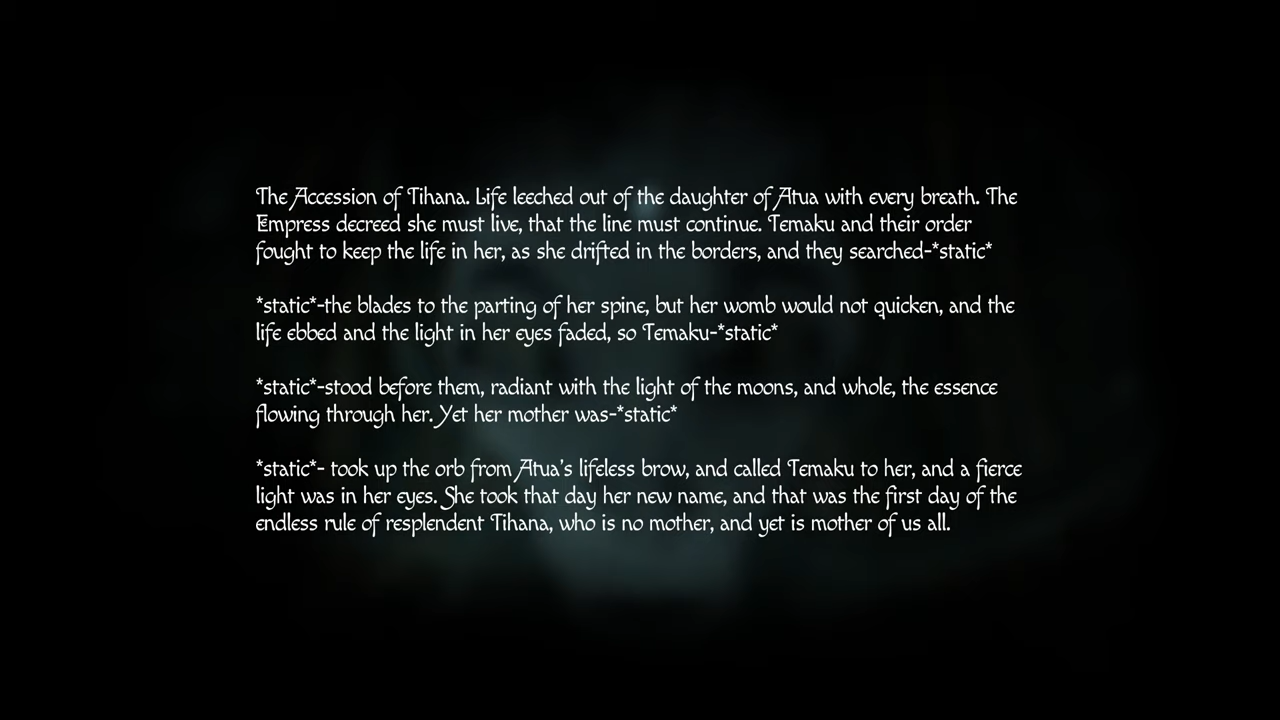 The Accession of Tihana. Life leeched out of the daughter of Atua with every breath. The
Empress decreed she must live, that the line must continue. Temaku and their order
fought to keep the life in her, as she drifted in the borders, and they searched-*static*
*static*-the blades to the parting of her spine, but her womb would not quicken, and the
life ebbed and the light in her eyes faded, so Temaku-*static*
*static*-stood before them, radiant with the light of the moons, and whole, the essence
flowing through her. Yet her mother was-*static*
*static*- took up the orb from Atua's lifeless brow, and called Temaku to her, and a fierce
light was in her eyes. She took that day her new name, and that was the first day of the
endless rule of resplendent Tihana, who is no mother, and yet is mother of us all.